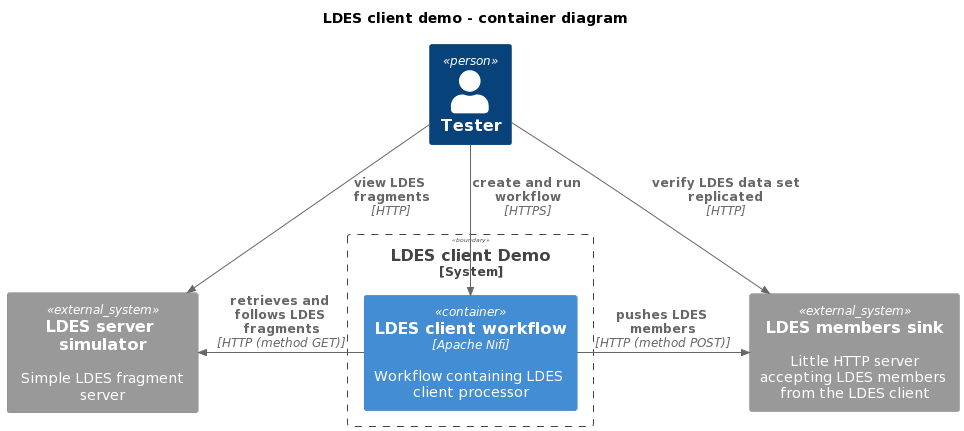 LDES client demo - container diagram
«person»
Tester
view LDES
fragments
[HTTP]
create and run
workflow
[HTTPS]
verify LDES data set
replicated
[HTTP]
«boundary»
LDES client Demo
[System]
«external_system»
LDES server
simulator
Simple LDES fragment
server
retrieves and
follows LDES
fragments
[HTTP (method GET)]
«container»
LDES client workflow
[Apache Nifi]
Workflow containing LDES
client processor
pushes LDES
members
[HTTP (method POST)]
«external_system»
LDES members sink
Little HTTP server
accepting LDES members
from the LDES client